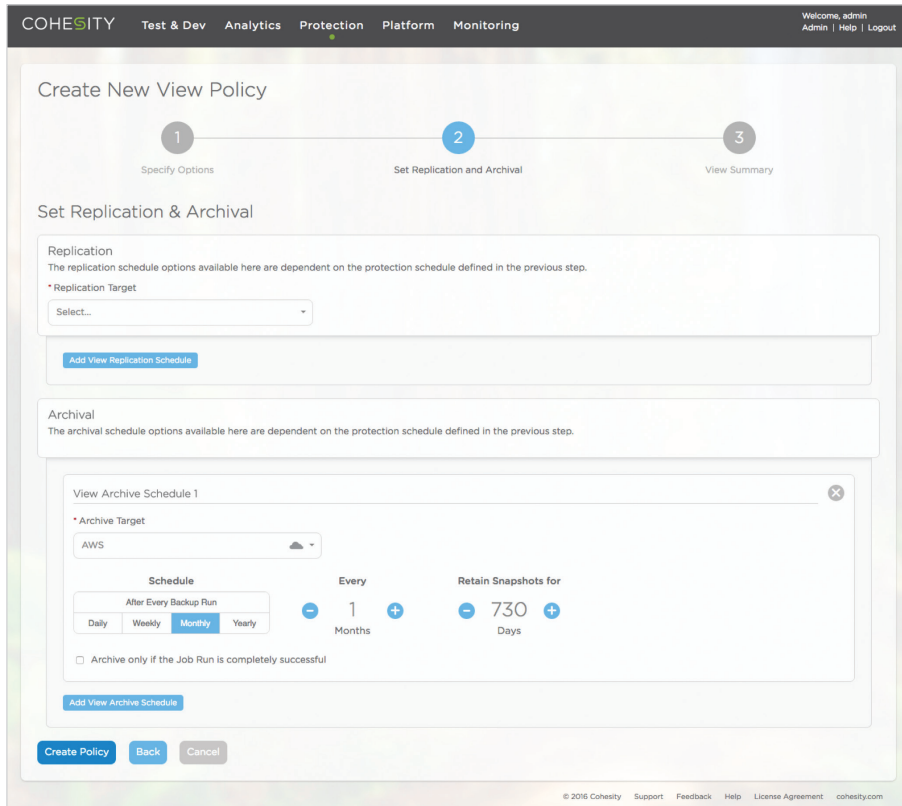 COHESITY Test & Dev Analytics Protection Platform Monitoring
Welcome, admin
Admin | Help | Logout
Create New View Policy
1 2 3
Specify Options Set Replication and Archival View Summary
Set Replication & Archival
Replication
The replication schedule options available here are dependent on the protection schedule defined in the previous step.
* Replication Target
Select...
Add View Replication Schedule
Archival
The archival schedule options available here are dependent on the protection schedule defined in the previous step.
View Archive Schedule 1
* Archive Target
AWS
Schedule Every Retain Snapshots for
After Every Backup Run
Daily Weekly Monthly Yearly
1 730
Months Days
Archive only if the Job Run is completely successful
Add View Archive Schedule
Create Policy Back Cancel
© 2016 Cohesity Support Feedback Help License Agreement cohesity.com